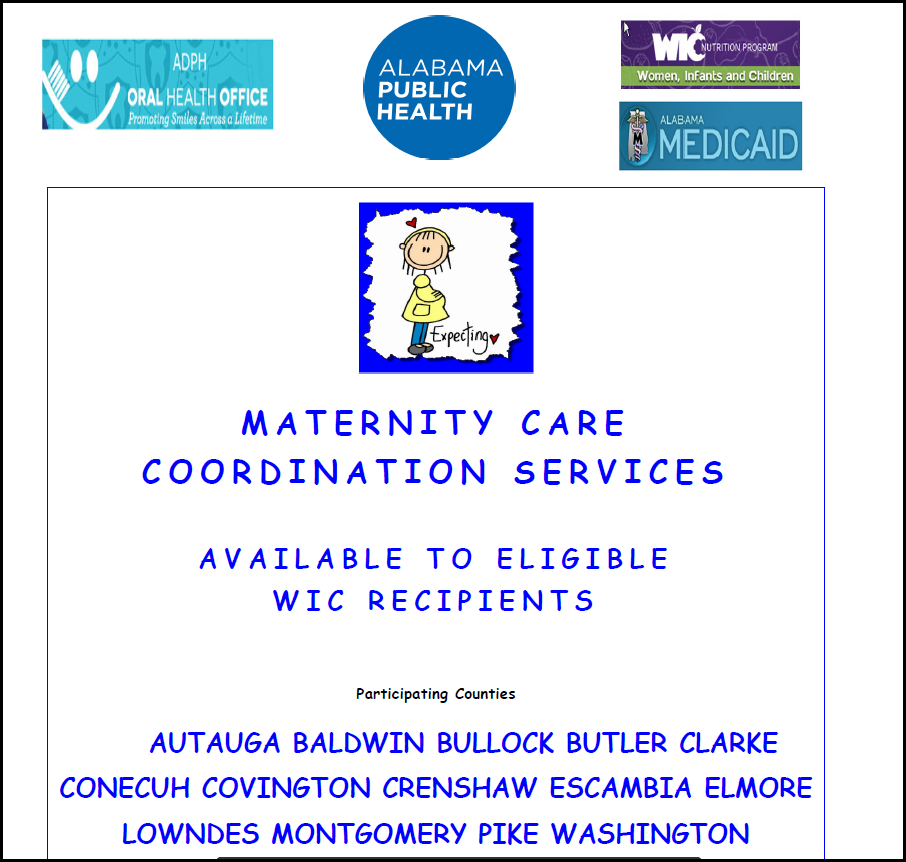 ADPH
ORAL HEALTH OFFICE
Promoting Smiles Across a Lifetime
ALABAMA
PUBLIC
HEALTH
WIC NUTRITION PROGRAM
Women, Infants and Children
ALABAMA
MEDICAID
Expecting
MATERNITY CARE
COORDINATION SERVICES
AVAILABLE TO ELIGIBLE
WIC RECIPIENTS
Participating Counties
AUTAUGA BALDWIN BULLOCK BUTLER CLARKE
CONECUH COVINGTON CRENSHAW ESCAMBIA ELMORE
LOWNDES MONTGOMERY PIKE WASHINGTON